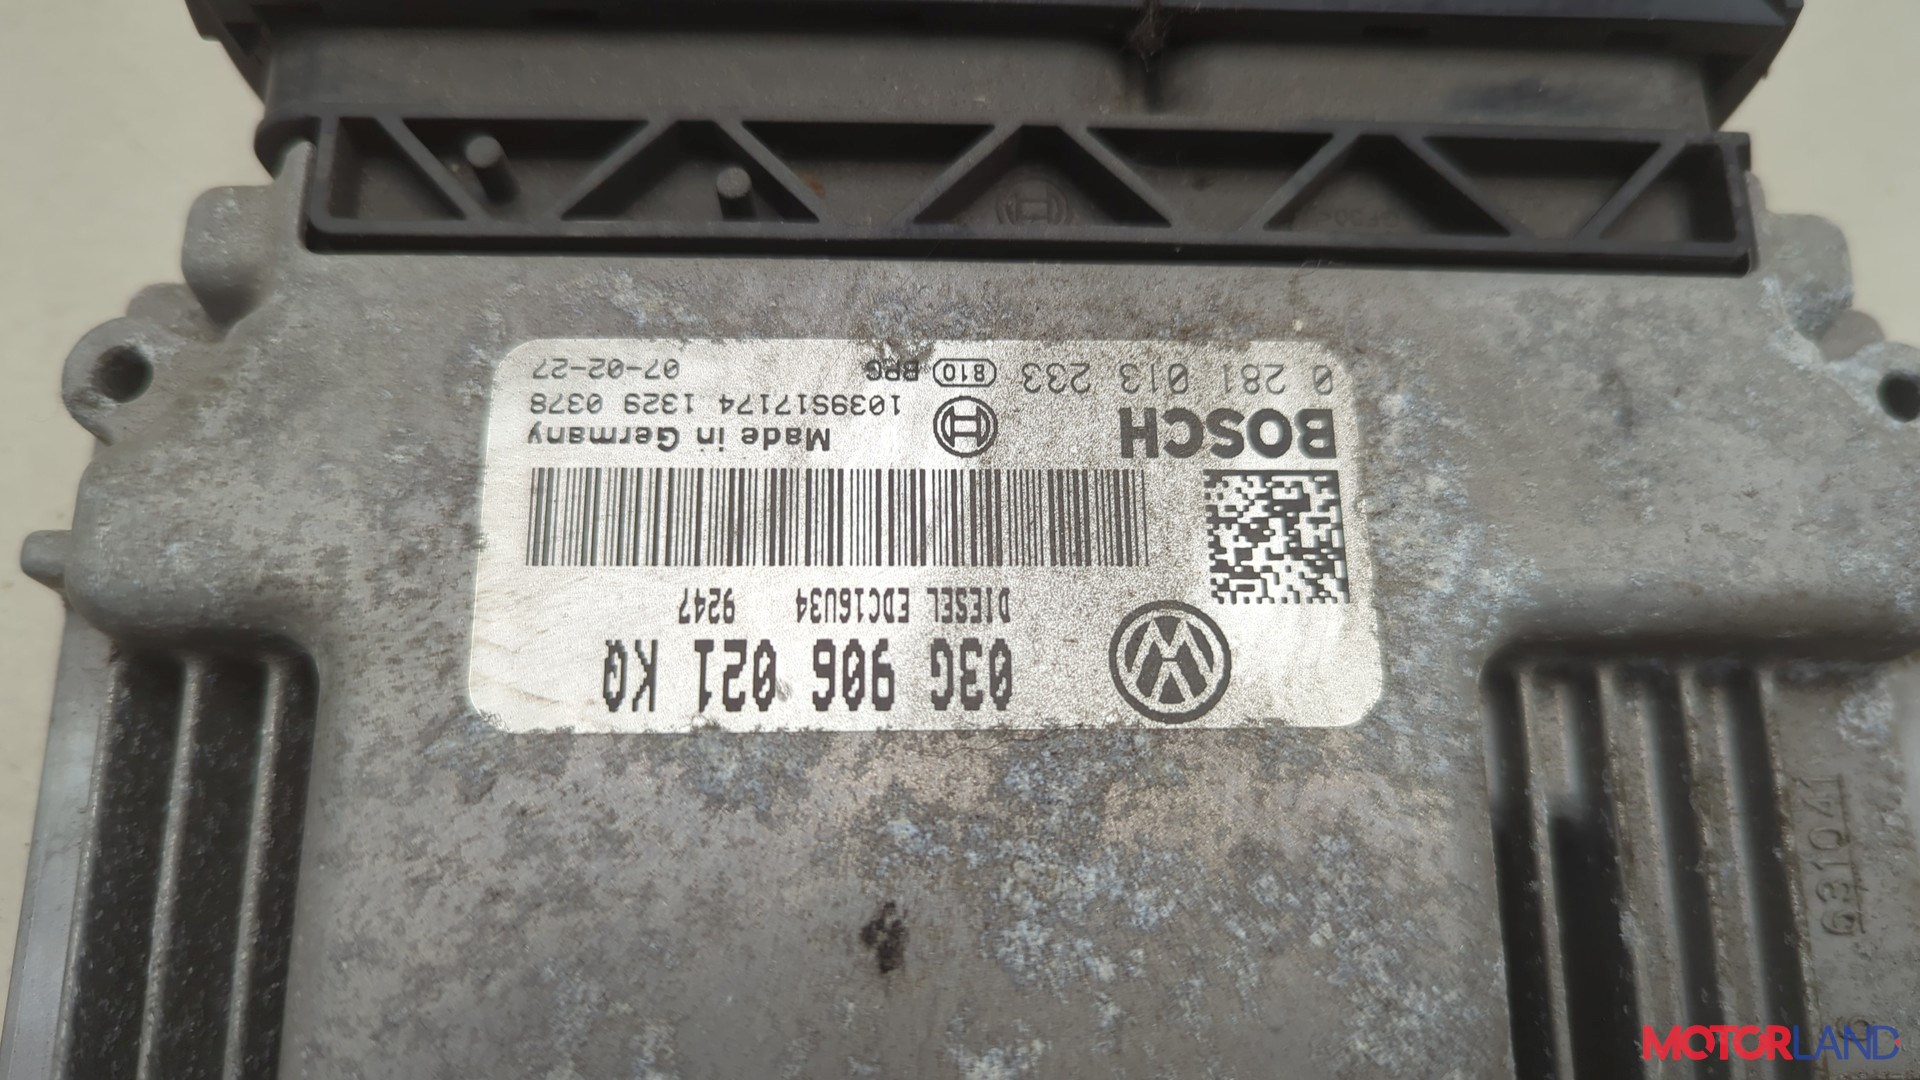 03G 906 021 KQ
DIESEL EDC16U34 9247
BOSCH
Made in Germany
1039S17174 1329 0378
0 281 013 233 810 BRG 07-02-27
MOTORLAND